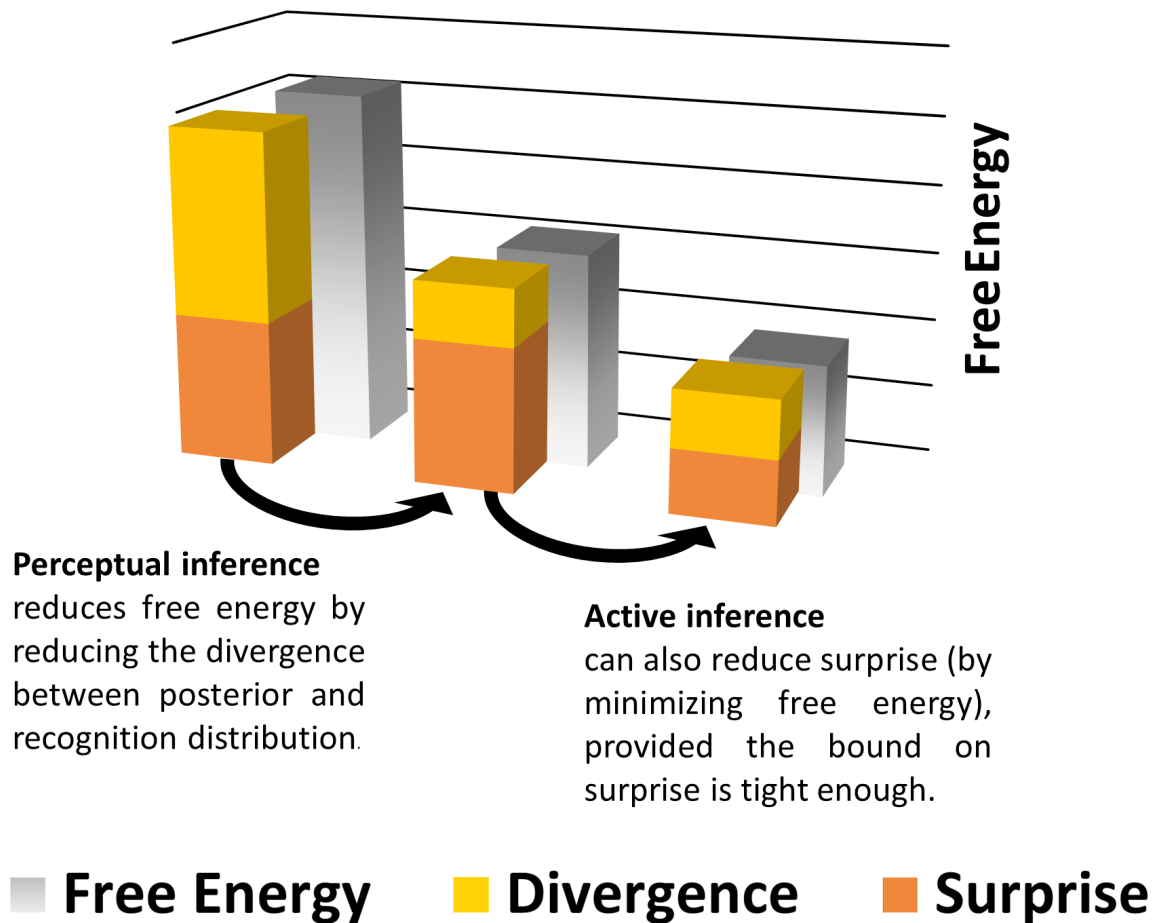 Free Energy
Perceptual inference
reduces free energy by
reducing the divergence
between posterior and
recognition distribution.
Active inference
can also reduce surprise (by
minimizing free energy),
provided the bound on
surprise is tight enough.
Free Energy Divergence Surprise